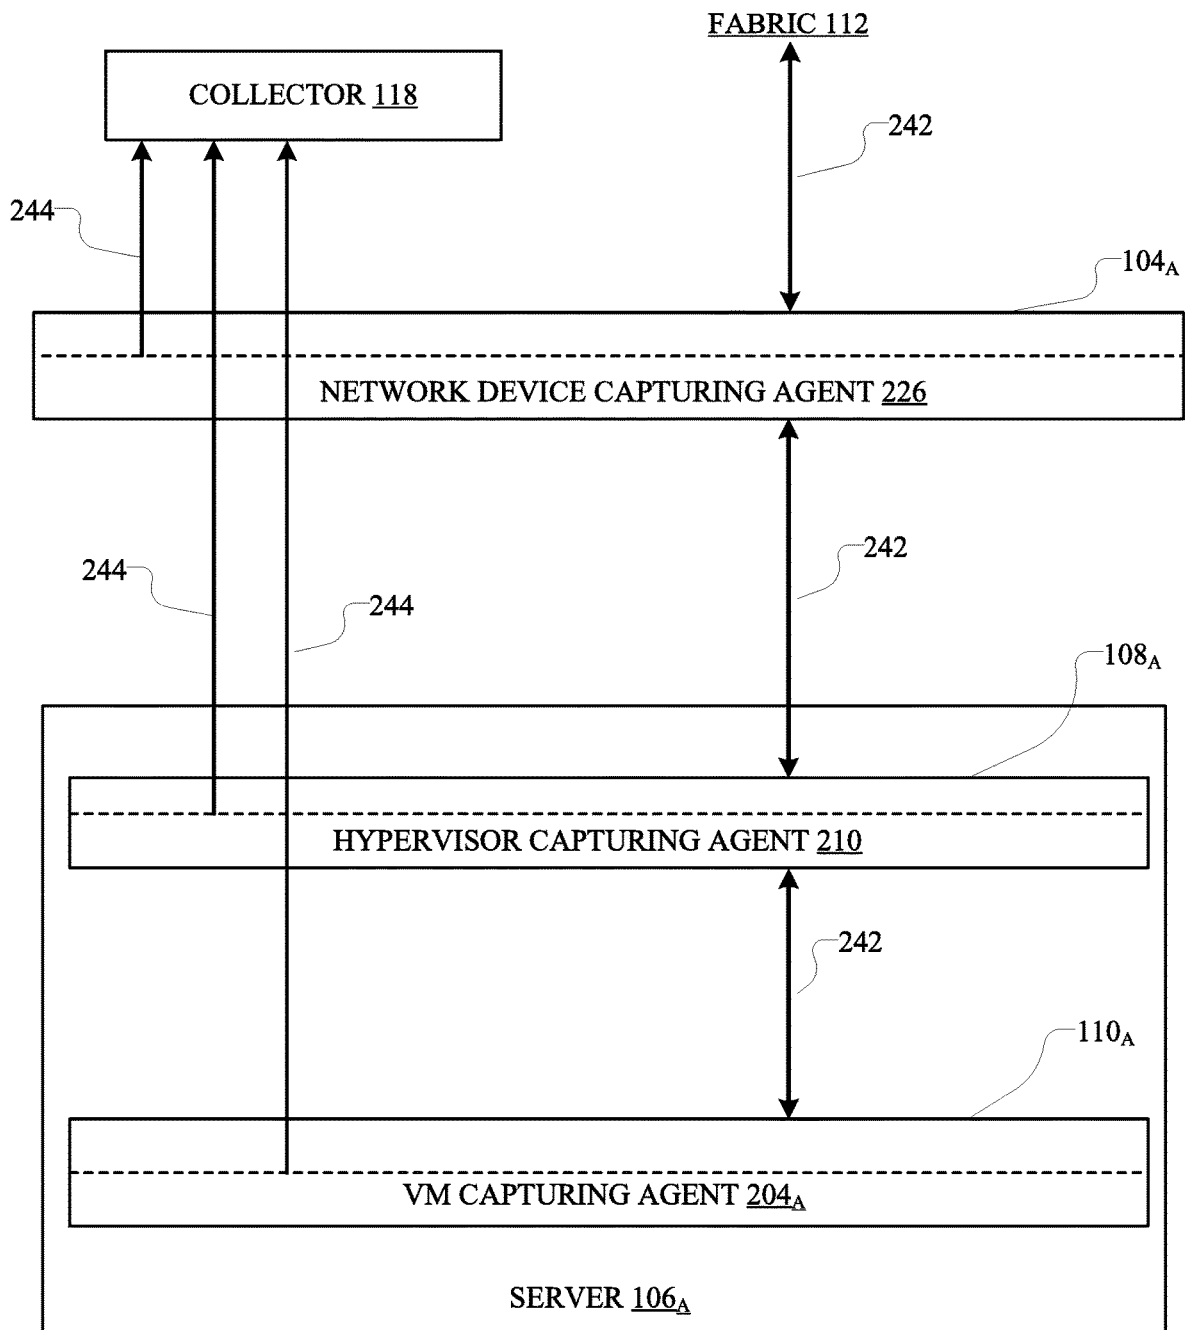 FABRIC 112
COLLECTOR 118
242
244
104A
NETWORK DEVICE CAPTURING AGENT 226
242
244
244
108A
HYPERVISOR CAPTURING AGENT 210
242
110A
VM CAPTURING AGENT 204A
SERVER 106A